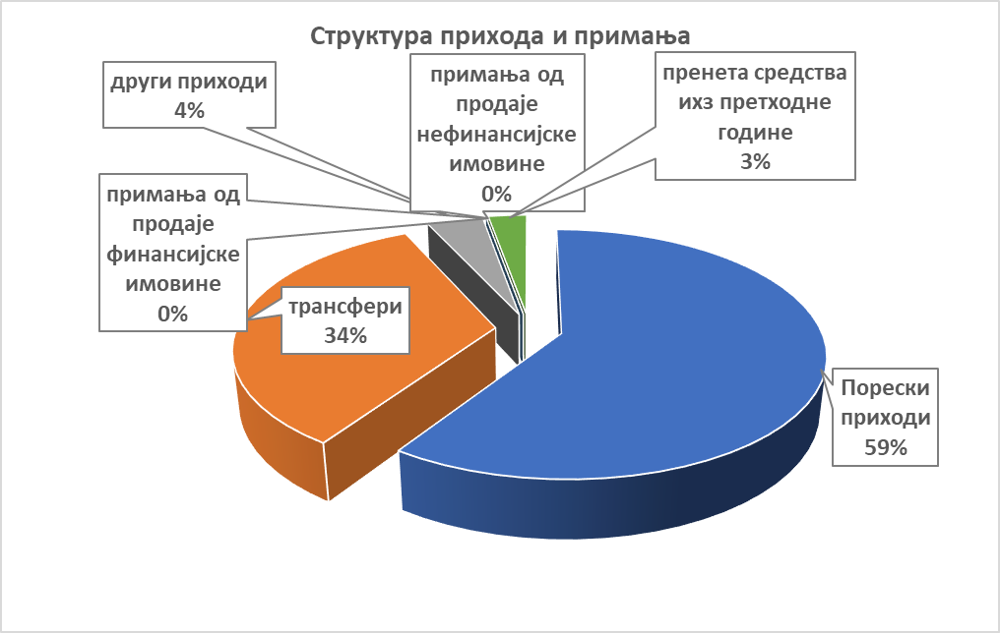 Структура прихода и примања
други приходи
4%
примања од
продаје
нефинансијске
имовине
0%
пренета средства
ихз претходне
године
3%
примања од
продаје
финансијске
имовине
0%
трансфери
34%
Порески
приходи
59%